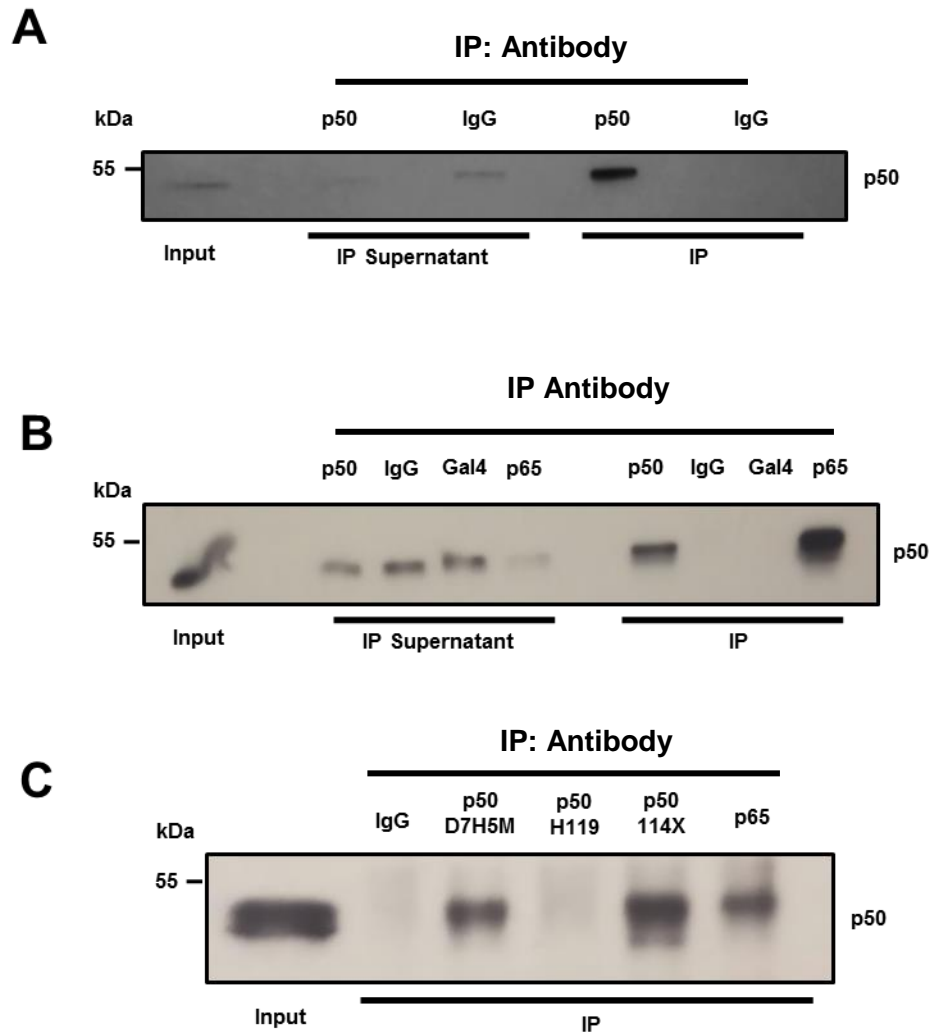 A
IP: Antibody
kDa
p50 IgG p50 IgG
55
p50
Input
IP Supernatant
IP
B
IP Antibody
kDa
p50 IgG Gal4 p65 p50 IgG Gal4 p65
55
p50
Input
IP Supernatant
IP
C
IP: Antibody
kDa
IgG
p50
D7H5M
p50
H119
p50
114X
p65
55
p50
Input
IP